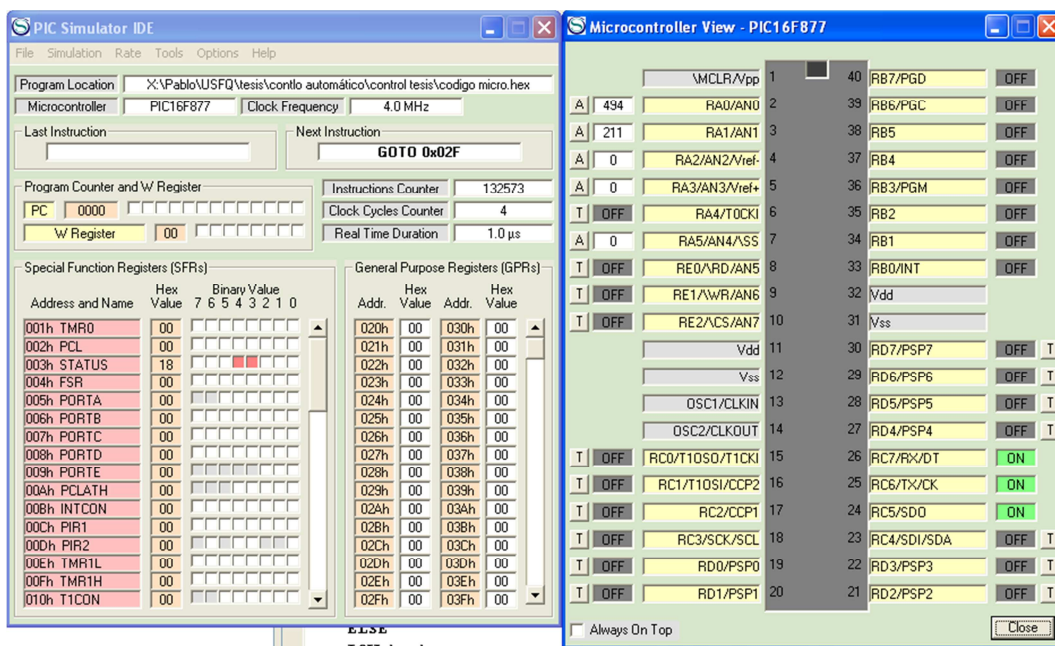 PIC Simulator IDE
File Simulation Rate Tools Options Help
Program Location X:\Pablo\USFQ\tesis\contlo automático\control tesis\codigo micro.hex
Microcontroller PIC16F877 Clock Frequency 4.0 MHz
Last Instruction
Next Instruction
GOTO 0x02F
Program Counter and W Register
PC 0000
W Register 00
Instructions Counter 132573
Clock Cycles Counter 4
Real Time Duration 1.0 µs
Special Function Registers (SFRs)
Address and Name Hex Value Binary Value 7 6 5 4 3 2 1 0
001h TMR0 00
002h PCL 00
003h STATUS 18
004h FSR 00
005h PORTA 00
006h PORTB 00
007h PORTC 00
008h PORTD 00
009h PORTE 00
00Ah PCLATH 00
00Bh INTCON 00
00Ch PIR1 00
00Dh PIR2 00
00Eh TMR1L 00
00Fh TMR1H 00
010h T1CON 00
General Purpose Registers (GPRs)
Addr. Hex Value Addr. Hex Value
020h 00 030h 00
021h 00 031h 00
022h 00 032h 00
023h 00 033h 00
024h 00 034h 00
025h 00 035h 00
026h 00 036h 00
027h 00 037h 00
028h 00 038h 00
029h 00 039h 00
02Ah 00 03Ah 00
02Bh 00 03Bh 00
02Ch 00 03Ch 00
02Dh 00 03Dh 00
02Eh 00 03Eh 00
02Fh 00 03Fh 00
ELSE
Microcontroller View - PIC16F877
\MCLR/Vpp 1 40 RB7/PGD OFF
A 494 RA0/AN0 2 39 RB6/PGC OFF
A 211 RA1/AN1 3 38 RB5 OFF
A 0 RA2/AN2/Vref- 4 37 RB4 OFF
A 0 RA3/AN3/Vref+ 5 36 RB3/PGM OFF
T OFF RA4/T0CKI 6 35 RB2 OFF
A 0 RA5/AN4/\SS 7 34 RB1 OFF
T OFF RE0/\RD/AN5 8 33 RB0/INT OFF
T OFF RE1/\WR/AN6 9 32 Vdd
T OFF RE2/\CS/AN7 10 31 Vss
Vdd 11 30 RD7/PSP7 OFF T
Vss 12 29 RD6/PSP6 OFF T
OSC1/CLKIN 13 28 RD5/PSP5 OFF T
OSC2/CLKOUT 14 27 RD4/PSP4 OFF T
T OFF RC0/T1OSO/T1CKI 15 26 RC7/RX/DT ON
T OFF RC1/T1OSI/CCP2 16 25 RC6/TX/CK ON
T OFF RC2/CCP1 17 24 RC5/SDO ON
T OFF RC3/SCK/SCL 18 23 RC4/SDI/SDA OFF T
T OFF RD0/PSP0 19 22 RD3/PSP3 OFF T
T OFF RD1/PSP1 20 21 RD2/PSP2 OFF T
Always On Top Close